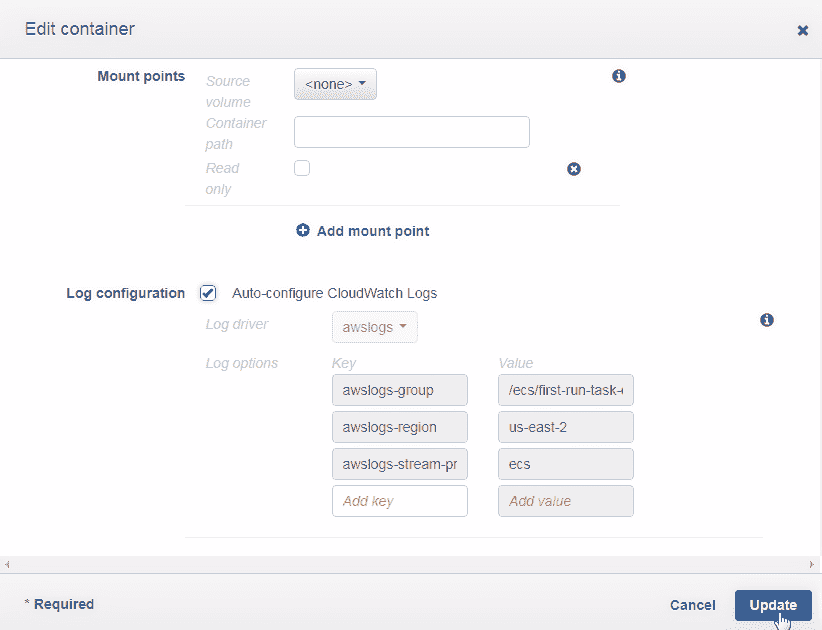 Edit container
Mount points
Source
volume
<none>
Container
path
Read
only
Add mount point
Log configuration
Auto-configure CloudWatch Logs
Log driver
awslogs
Log options
Key
Value
awslogs-group
/ecs/first-run-task-
awslogs-region
us-east-2
awslogs-stream-pr
ecs
Add key
Add value
* Required
Cancel
Update